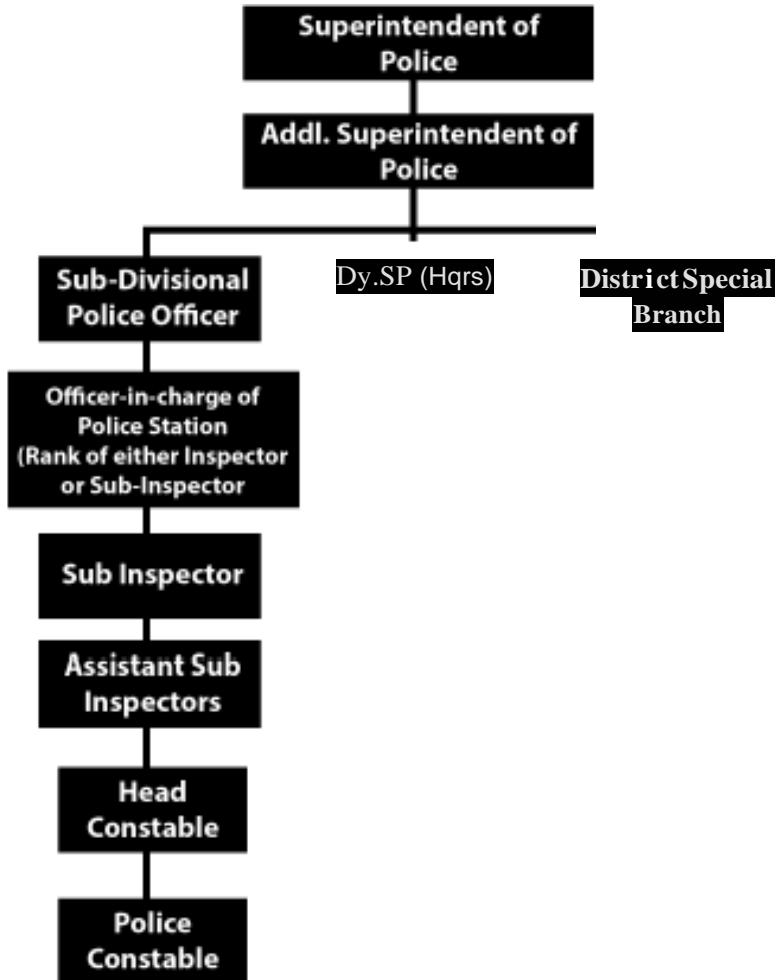 Superintendent of
Police
Addl. Superintendent of
Police
Sub-Divisional
Police Officer
Dy.SP (Hqrs)
District Special
Branch
Officer-in-charge of
Police Station
(Rank of either Inspector
or Sub-Inspector
Sub Inspector
Assistant Sub
Inspectors
Head
Constable
Police
Constable